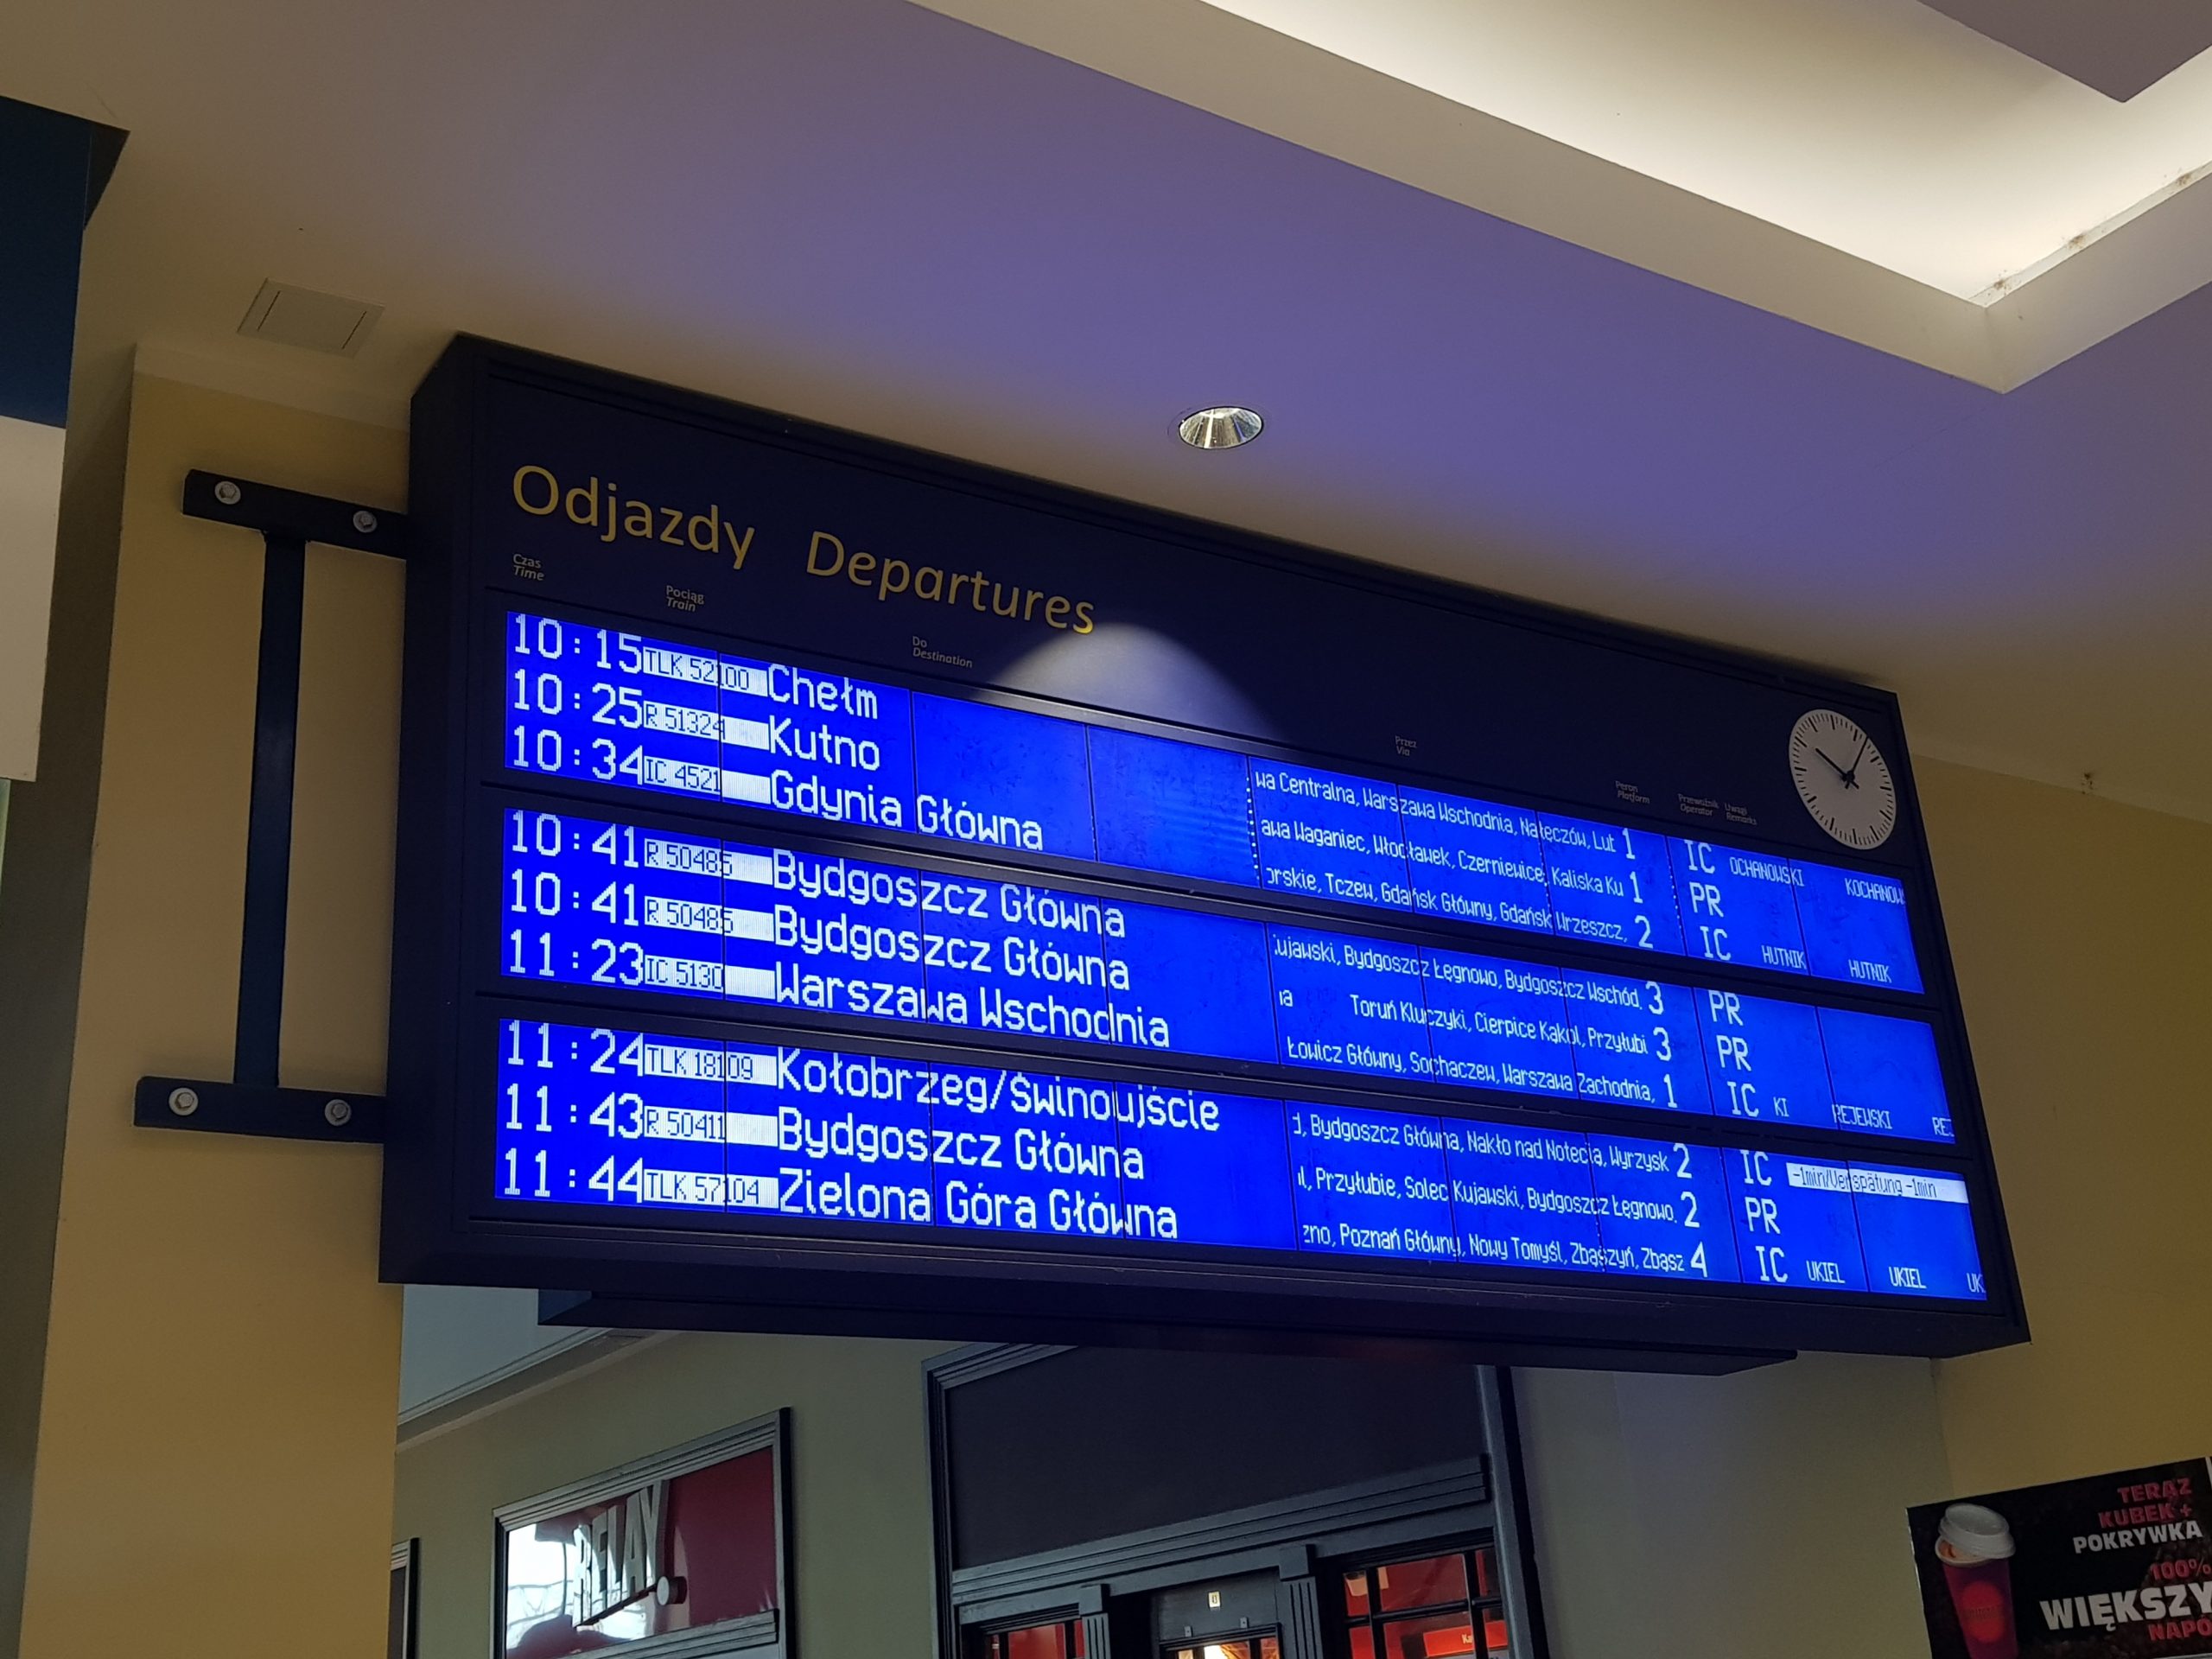 Odjazdy Departures
Czas
Time
Pociąg
Train
Do
Destination
Przez
Via
Peron
Platform
Przewoźnik
Operator
Uwagi
Remarks
10:15 TLK 52100 Chełm wa Centralna, Warszawa Wschodnia, Nałęczów, Lut 1 IC OCHANOWSKI KOCHANOW
10:25 R 51324 Kutno awa Waganiec, Włocławek, Czerniewice, Kaliska Ku 1 PR
10:34 IC 4521 Gdynia Główna orskie, Tczew, Gdańsk Główny, Gdańsk Wrzeszcz, 2 IC HUTNIK HUTNIK
10:41 R 50485 Bydgoszcz Główna ujawski, Bydgoszcz Łęgnowo, Bydgoszcz Wschód, 3 PR
10:41 R 50485 Bydgoszcz Główna ia Toruń Kluczyki, Cierpice Kąkol, Przyłubi 3 PR
11:23 IC 5130 Warszawa Wschodnia Łowicz Główny, Sochaczew, Warszawa Zachodnia, 1 IC KI REJEWSKI REJ
11:24 TLK 18109 Kołobrzeg/Świnoujście d, Bydgoszcz Główna, Nakło nad Notecią, Wyrzysk 2 IC ~1min/Verspätung ~1min
11:43 R 50411 Bydgoszcz Główna l, Przyłubie, Solec Kujawski, Bydgoszcz Łęgnowo, 2 PR
11:44 TLK 57104 Zielona Góra Główna zno, Poznań Główny, Nowy Tomyśl, Zbąszyń, Zbąsz 4 IC UKIEL UKIEL UK
RELAY
TERAZ
KUBEK +
POKRYWKA
100%
WIĘKSZY
NAPÓ